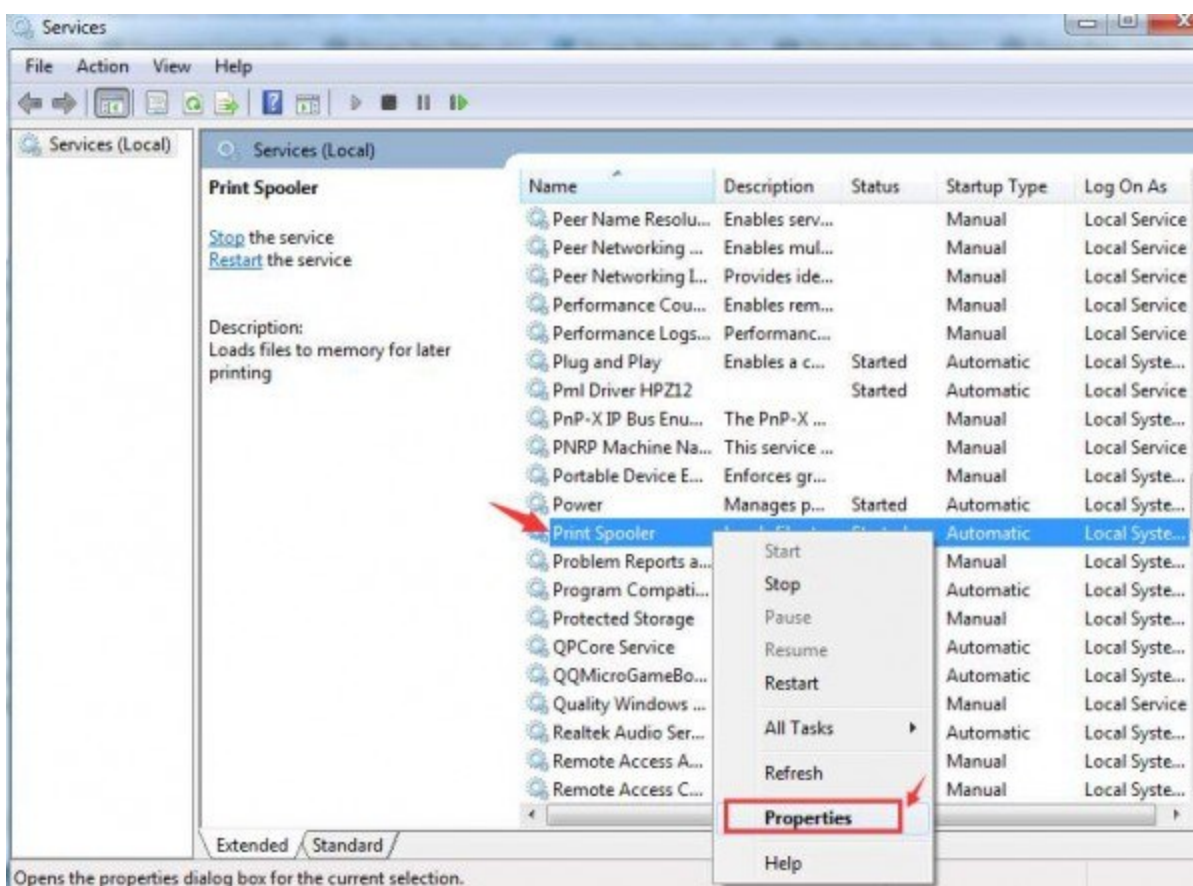 Services
File Action View Help
Services (Local)
Services (Local)
Print Spooler
Stop the service
Restart the service
Description:
Loads files to memory for later
printing
Name Description Status Startup Type Log On As
Peer Name Resolu... Enables serv... Manual Local Service
Peer Networking ... Enables mul... Manual Local Service
Peer Networking I... Provides ide... Manual Local Service
Performance Cou... Enables rem... Manual Local Service
Performance Logs... Performanc... Manual Local Service
Plug and Play Enables a c... Started Automatic Local Syste...
Pml Driver HPZ12 Started Automatic Local Service
PnP-X IP Bus Enu... The PnP-X ... Manual Local Syste...
PNRP Machine Na... This service ... Manual Local Service
Portable Device E... Enforces gr... Manual Local Syste...
Power Manages p... Started Automatic Local Syste...
Print Spooler Automatic Local Syste...
Problem Reports a... Manual Local Syste...
Program Compati... Automatic Local Syste...
Protected Storage Manual Local Syste...
QPCore Service Automatic Local Syste...
QQMicroGameBo... Automatic Local Syste...
Quality Windows ... Manual Local Service
Realtek Audio Ser... Automatic Local Syste...
Remote Access A... Manual Local Syste...
Remote Access C... Manual Local Syste...
Start
Stop
Pause
Resume
Restart
All Tasks
Refresh
Properties
Help
Extended Standard
Opens the properties dialog box for the current selection.